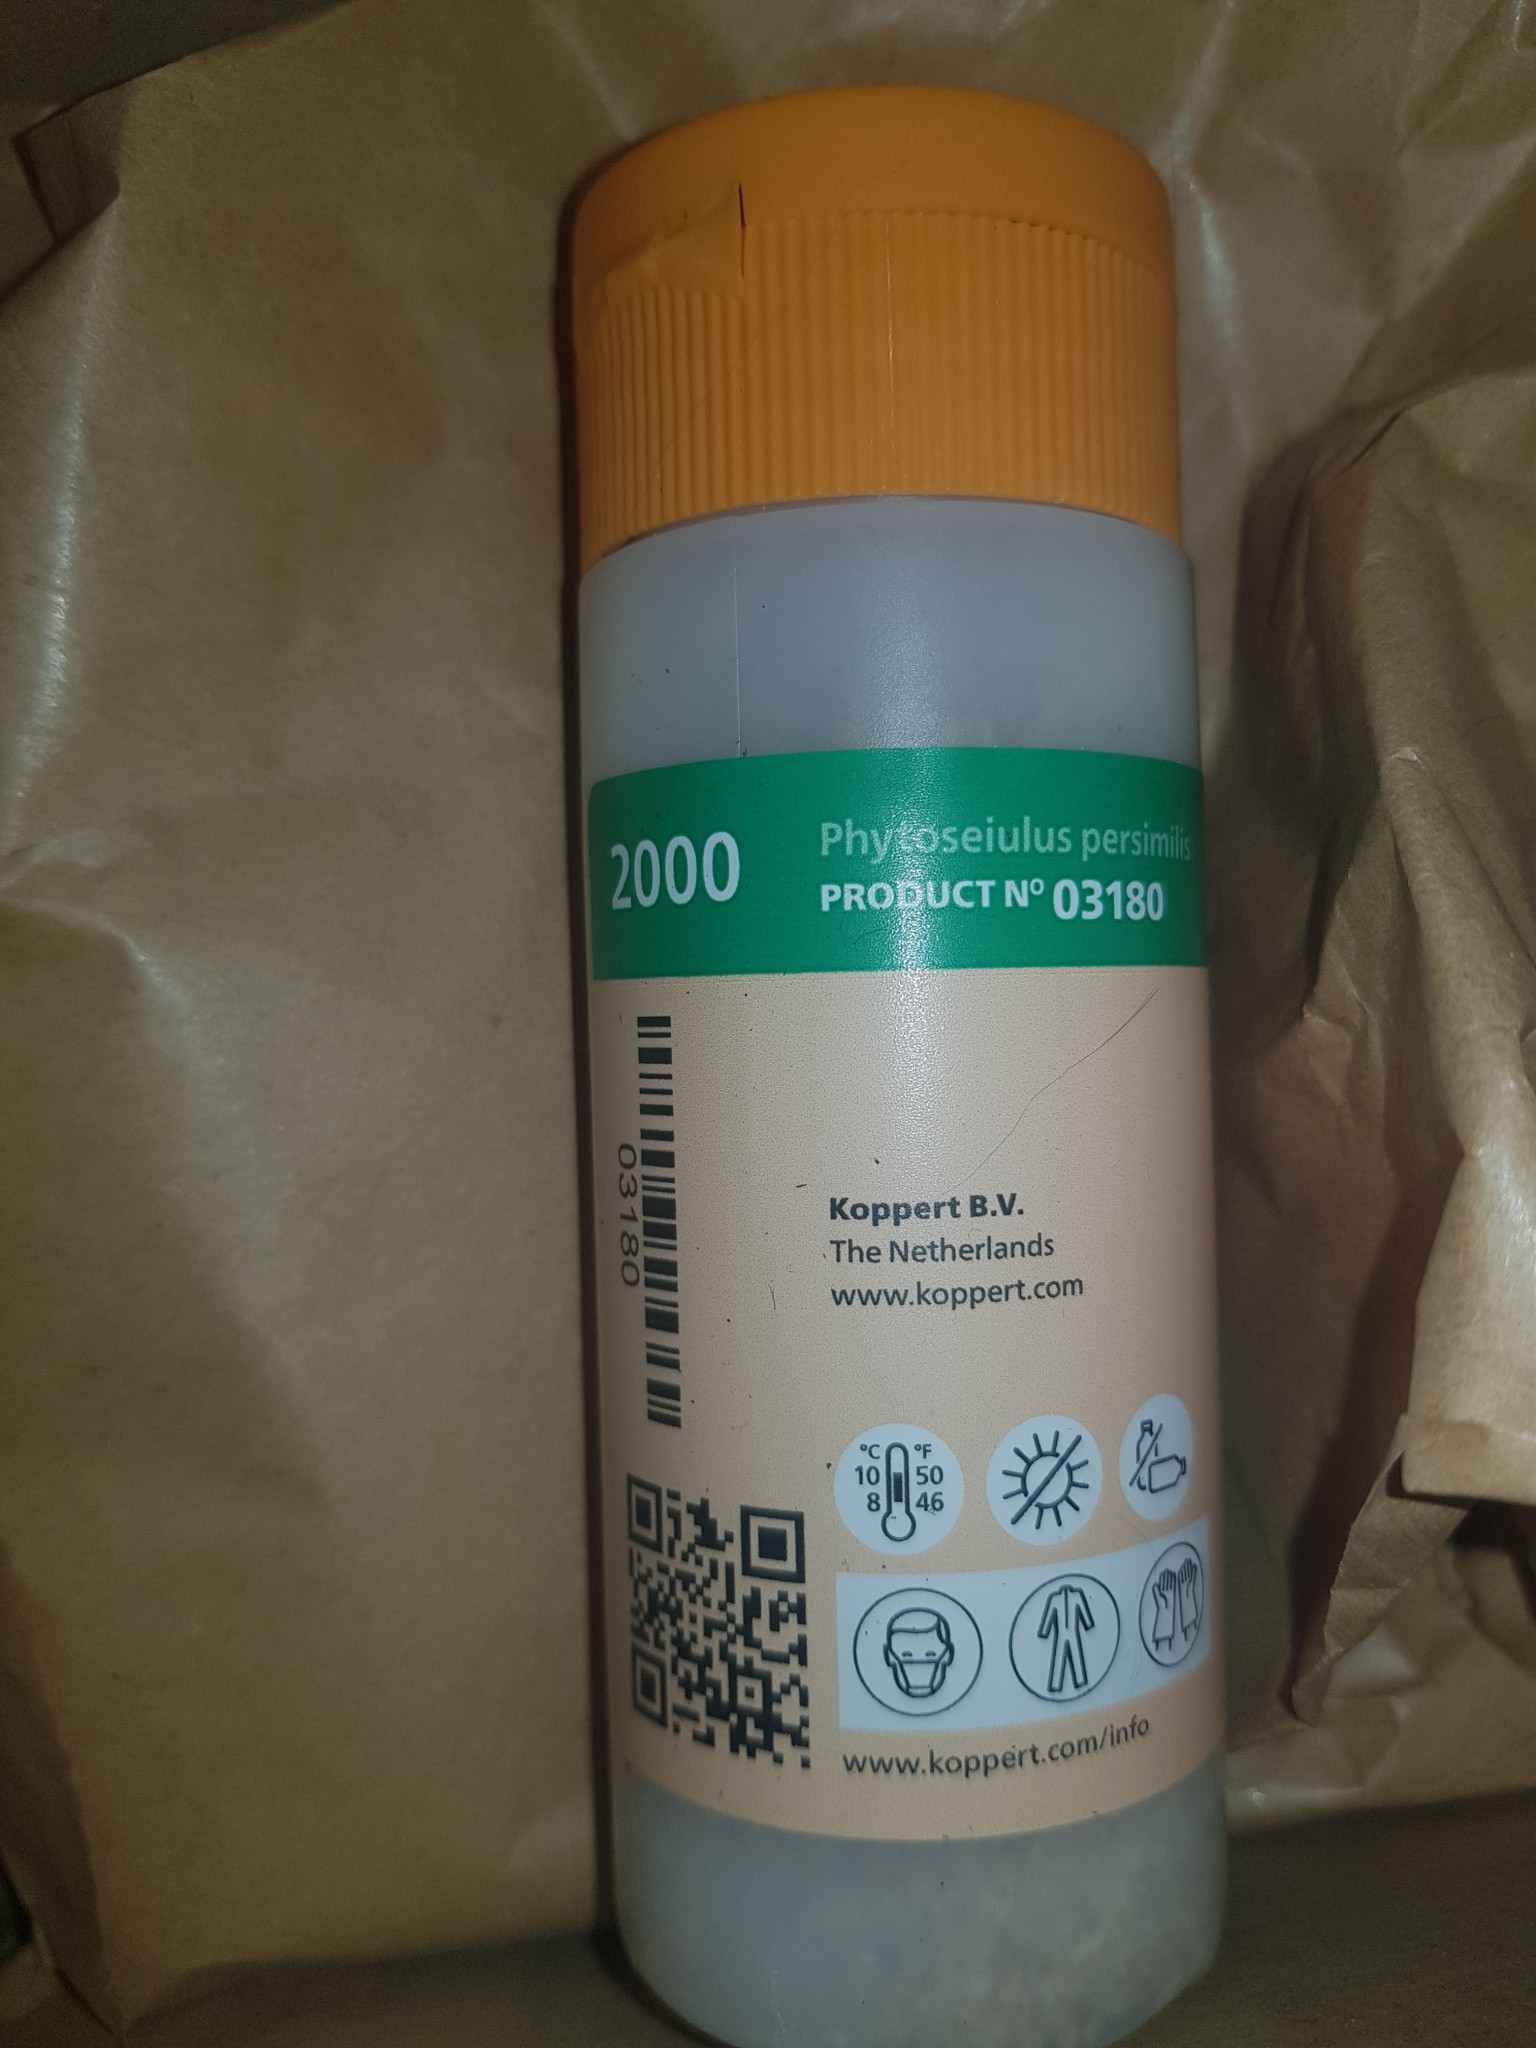 2000
Phytoseiulus persimilis
PRODUCT Nº 03180
03180
Koppert B.V.
The Netherlands
www.koppert.com
°C °F
10 50
8 46
www.koppert.com/info